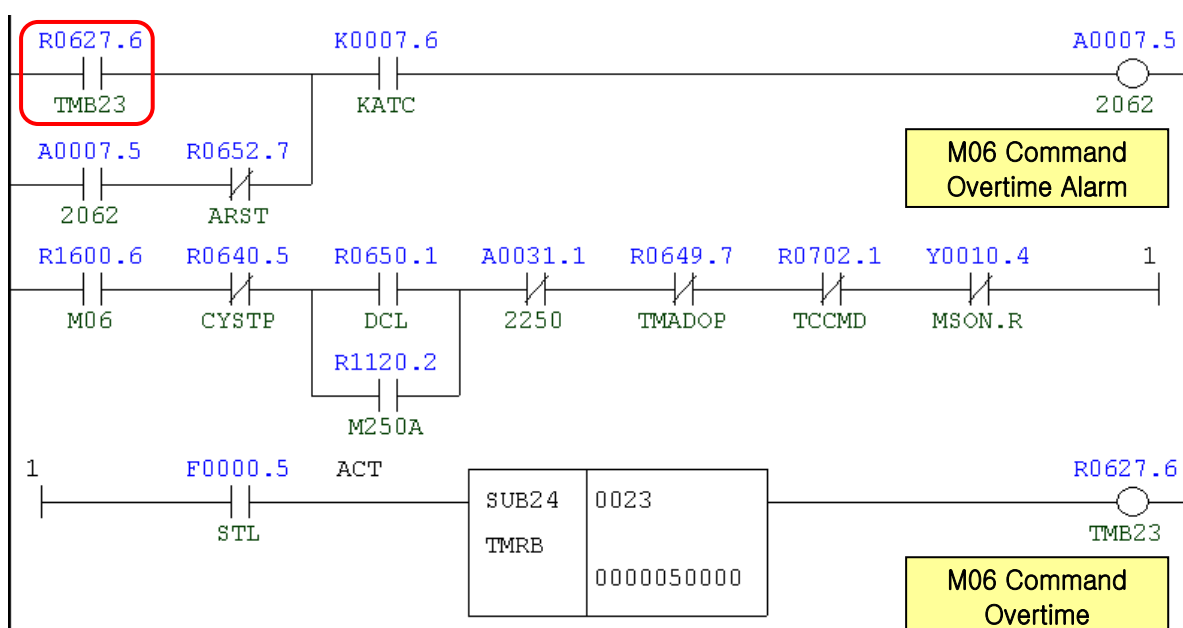 R0627.6 K0007.6 A0007.5
TMB23 KATC 2062
A0007.5 R0652.7
2062 ARST
M06 Command
Overtime Alarm
R1600.6 R0640.5 R0650.1 A0031.1 R0649.7 R0702.1 Y0010.4 1
M06 CYSTP DCL 2250 TMADOP TCCMD MSON.R
R1120.2
M250A
1 F0000.5 ACT R0627.6
SUB24 0023
STL TMB23
TMRB
0000050000
M06 Command
Overtime